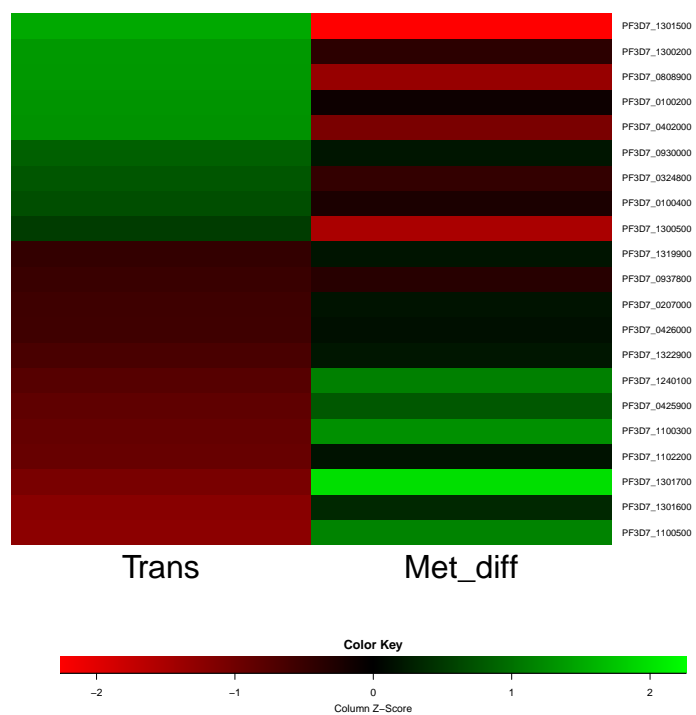 PF3D7_1301500
PF3D7_1300200
PF3D7_0808900
PF3D7_0100200
PF3D7_0402000
PF3D7_0930000
PF3D7_0324800
PF3D7_0100400
PF3D7_1300500
PF3D7_1319900
PF3D7_0937800
PF3D7_0207000
PF3D7_0426000
PF3D7_1322900
PF3D7_1240100
PF3D7_0425900
PF3D7_1100300
PF3D7_1102200
PF3D7_1301700
PF3D7_1301600
PF3D7_1100500
Trans Met_diff
Color Key
−2 −1 0 1 2
Column Z−Score